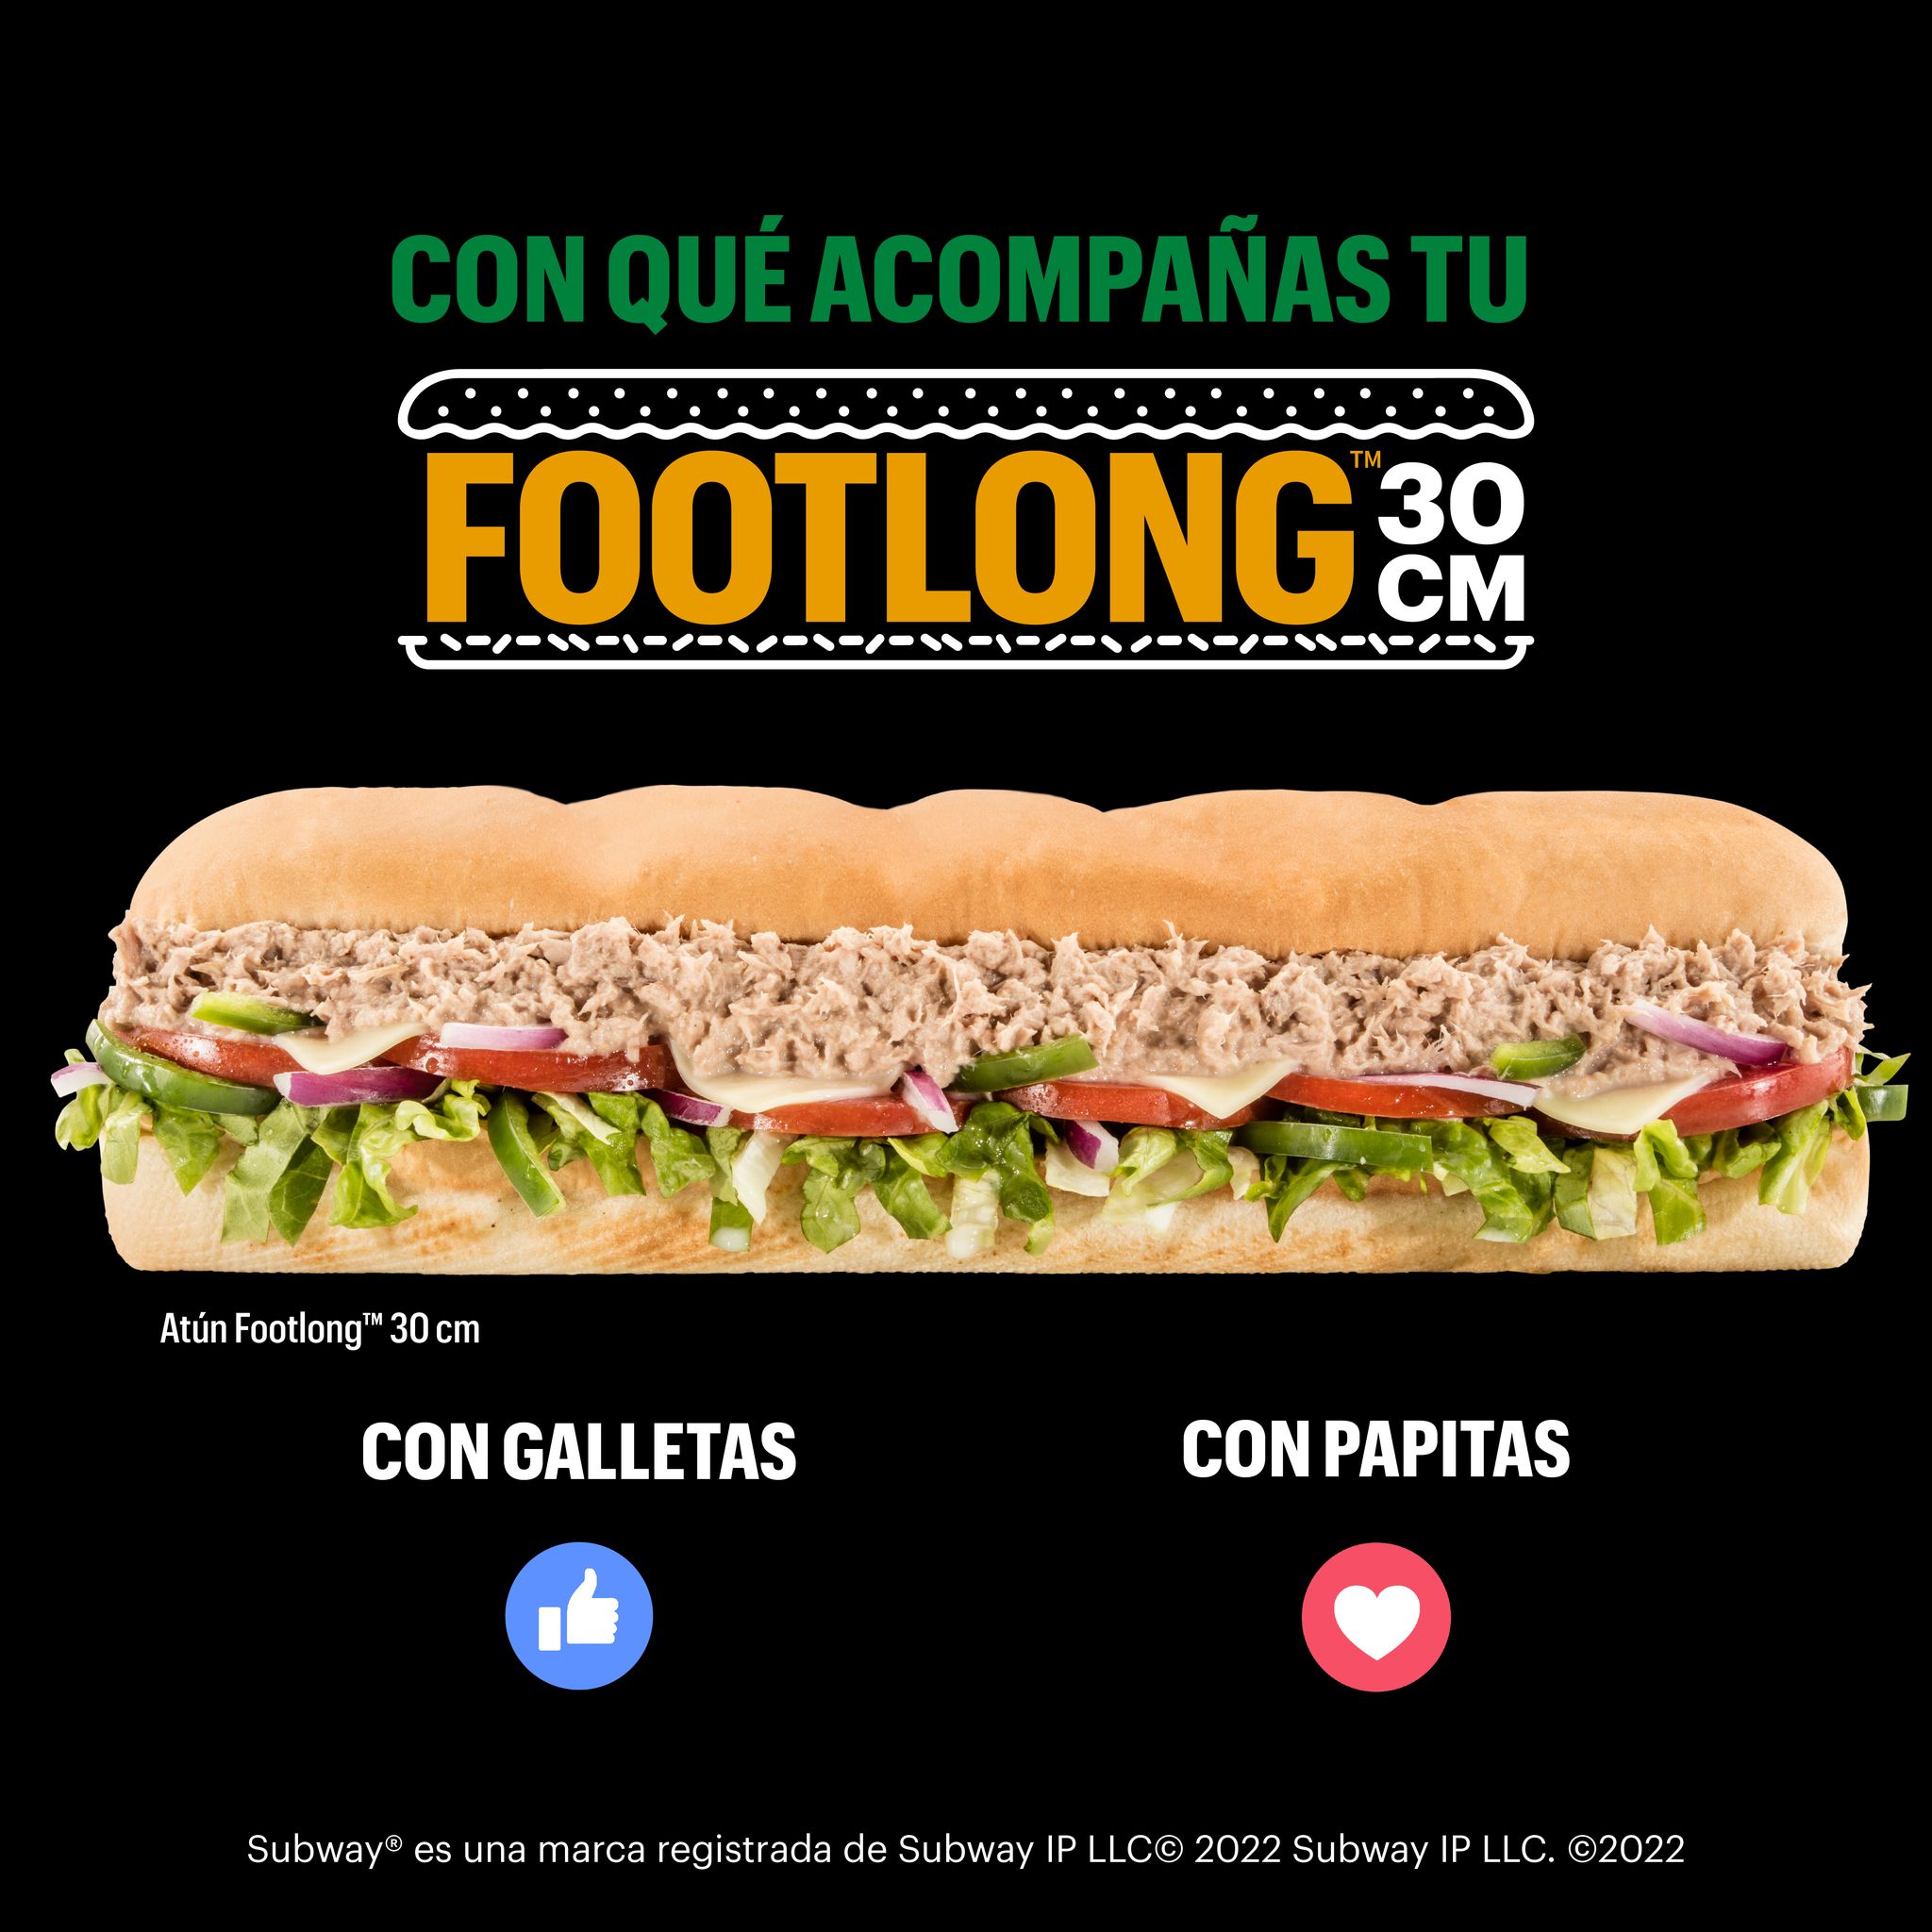 CON QUÉ ACOMPAÑAS TU
FOOTLONG™ 30
CM
Atún Footlong™ 30 cm
CON GALLETAS
CON PAPITAS
Subway® es una marca registrada de Subway IP LLC© 2022 Subway IP LLC. ©2022